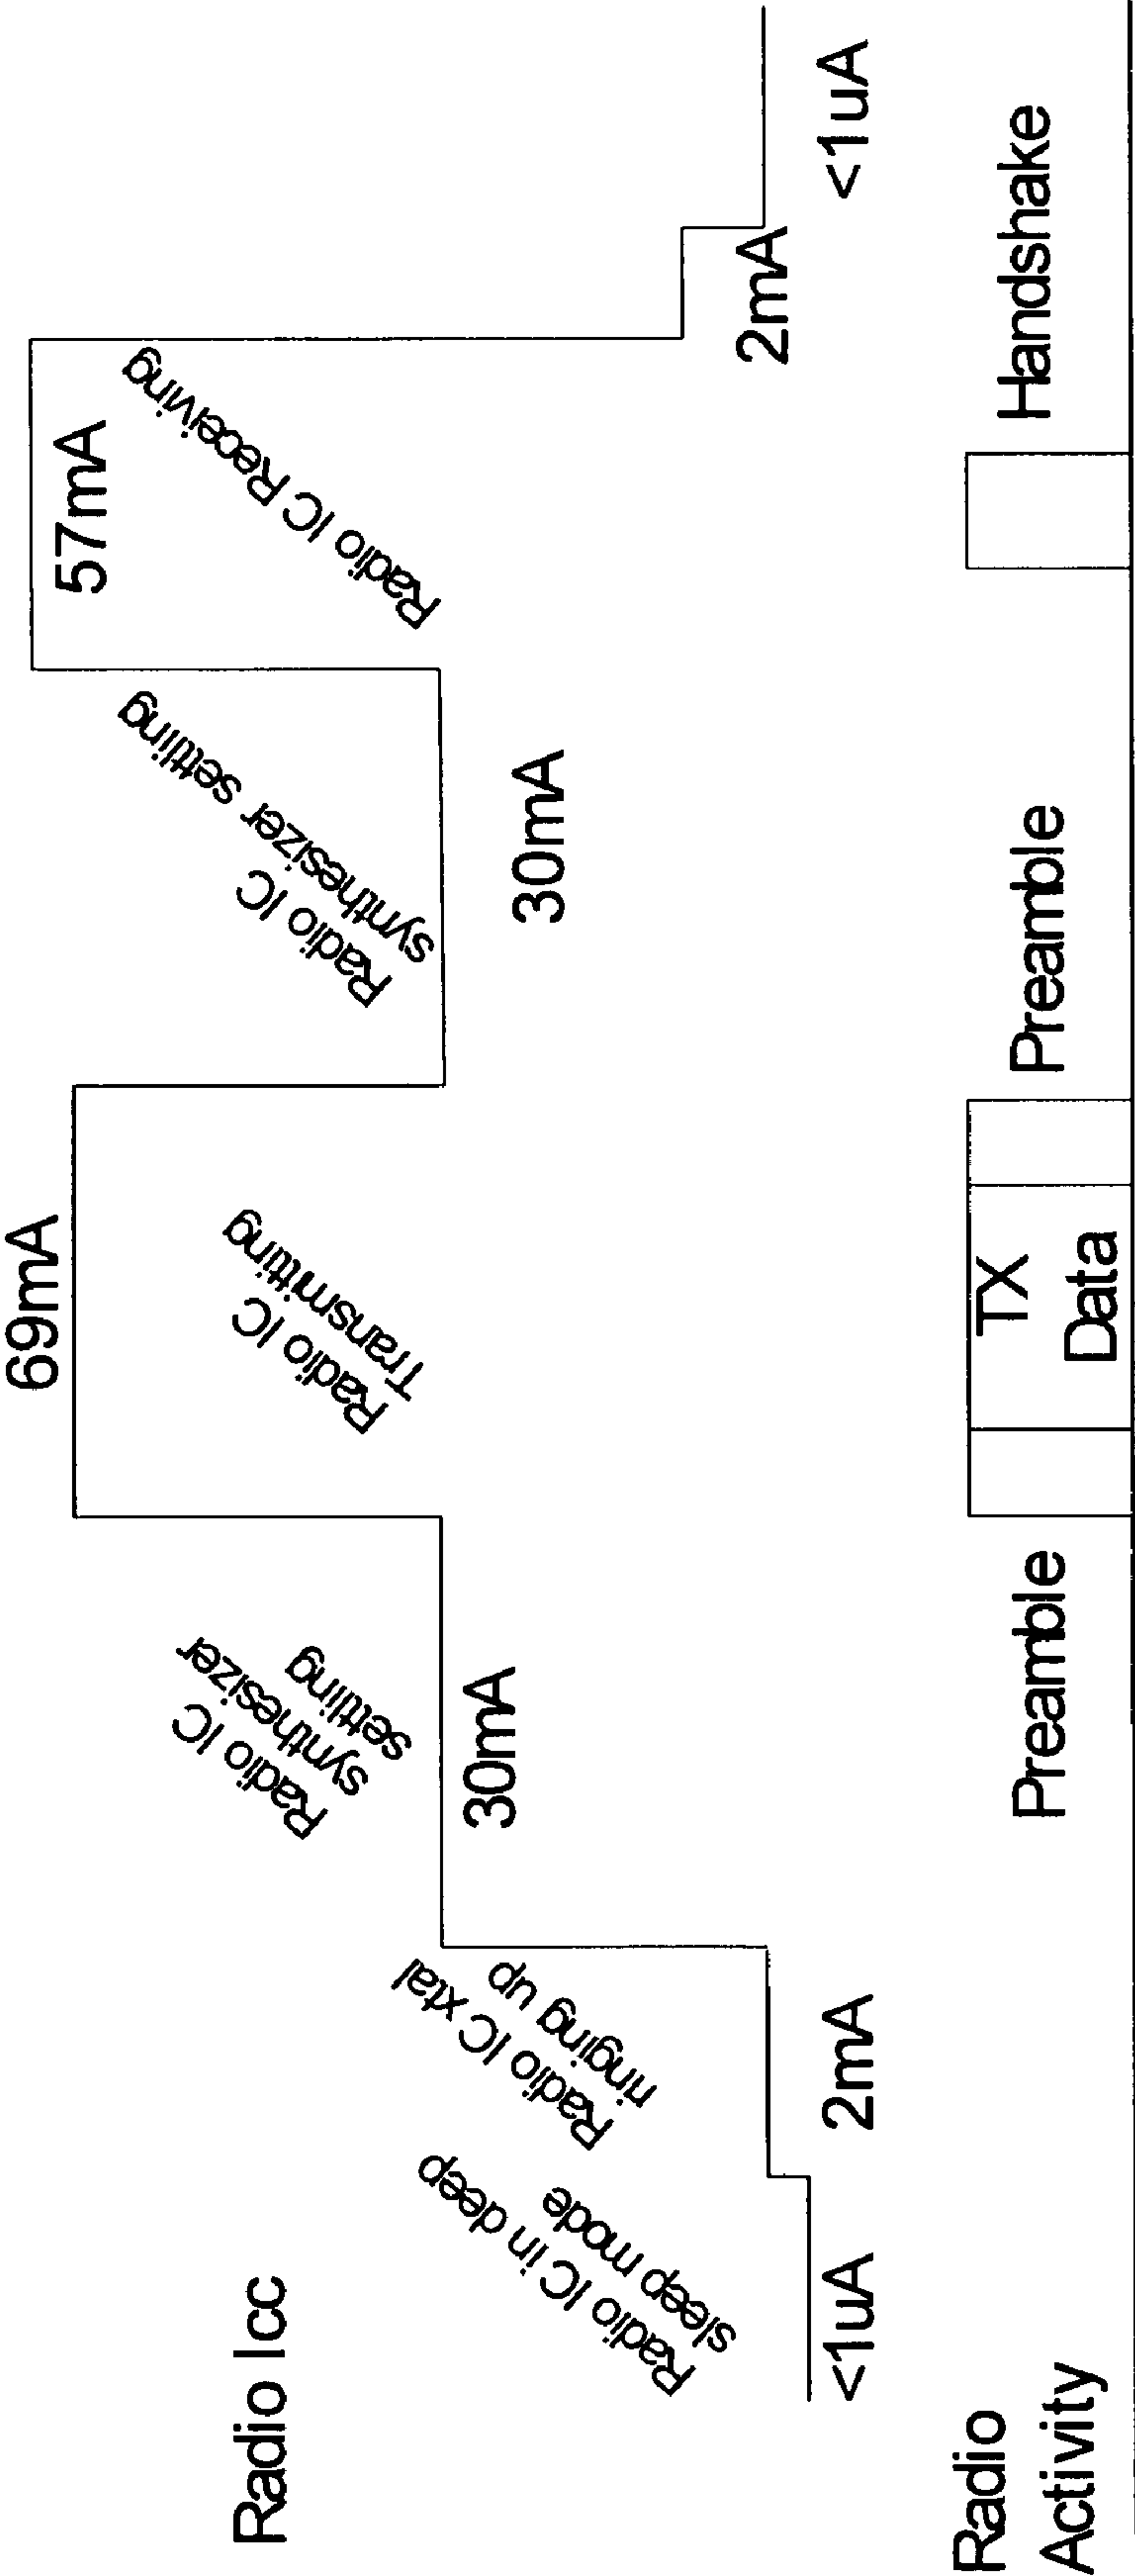 Radio Icc
69mA
57mA
Radio IC in deep
sleep mode
Radio IC xtal
ringing up
Radio IC
synthesizer
settling
Radio IC
Transmitting
Radio IC
synthesizer settling
Radio IC Receiving
<1uA
2mA
30mA
30mA
2mA
<1uA
Radio
Activity
Preamble
TX
Data
Preamble
Handshake